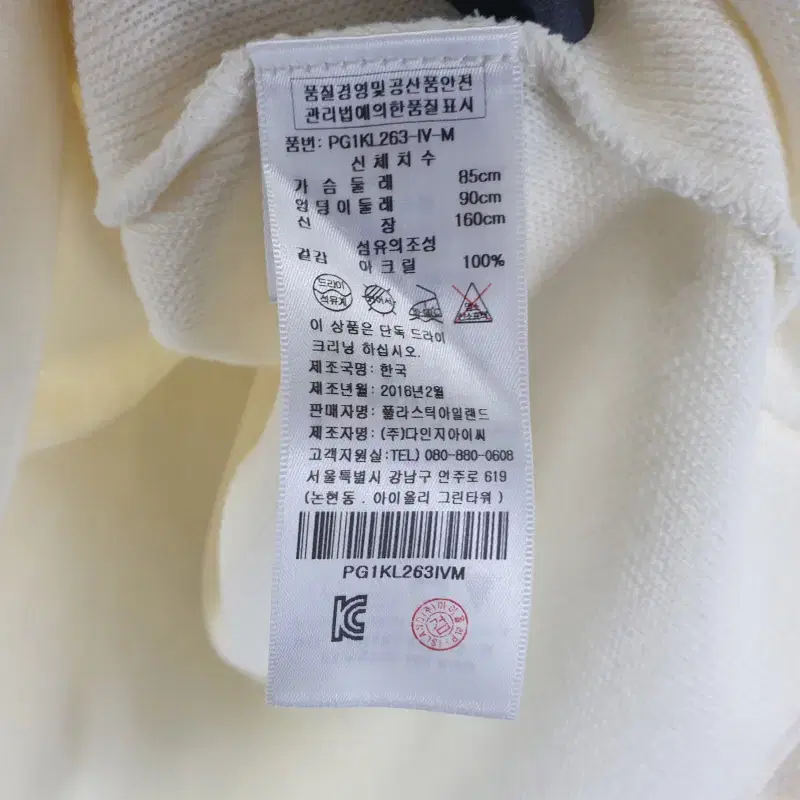 품질경영및공산품안전
관리법예의한품질표시
품번: PG1KL263-IV-M
신체치수
가슴둘레 85cm
엉덩이둘레 90cm
신장 160cm
섬유의조성
겉감 아크릴 100%
드라이
석유계
이 상품은 단독 드라이
크리닝 하십시오.
제조국명: 한국
제조년월: 2016년2월
판매자명: 플라스틱아일랜드
제조자명: (주)다인지아이씨
고객지원실:TEL) 080-880-0608
서울특별시 강남구 언주로 619
(논현동 . 아이올리 그린타워)
PG1KL263IVM
검